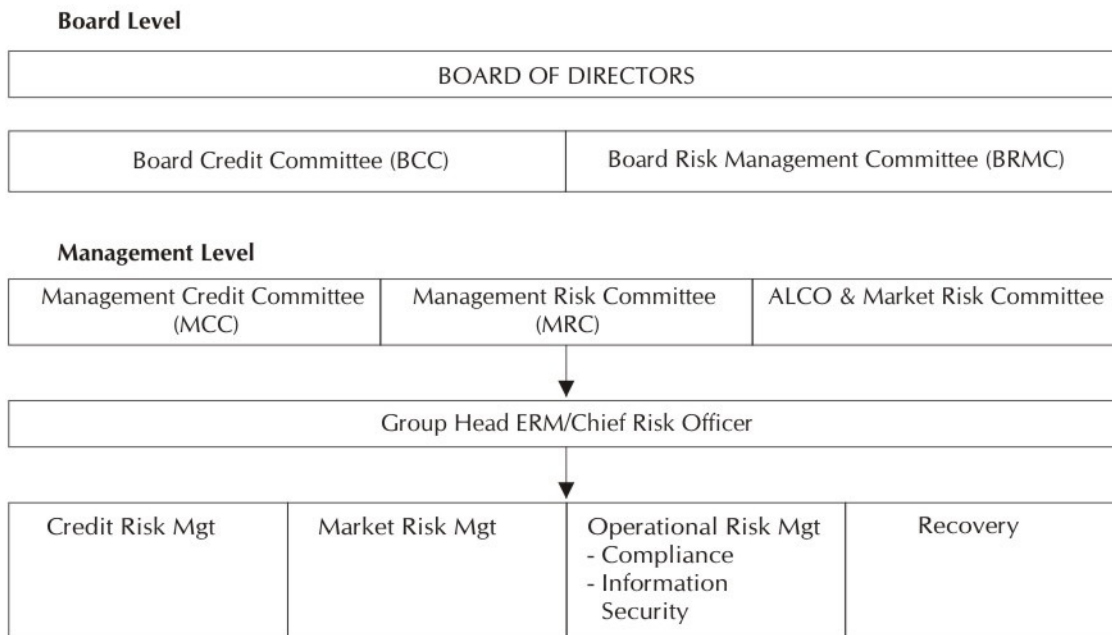 Board Level
BOARD OF DIRECTORS
Board Credit Committee (BCC)
Board Risk Management Committee (BRMC)
Management Level
Management Credit Committee
(MCC)
Management Risk Committee
(MRC)
ALCO & Market Risk Committee
Group Head ERM/Chief Risk Officer
Credit Risk Mgt
Market Risk Mgt
Operational Risk Mgt
- Compliance
- Information
Security
Recovery